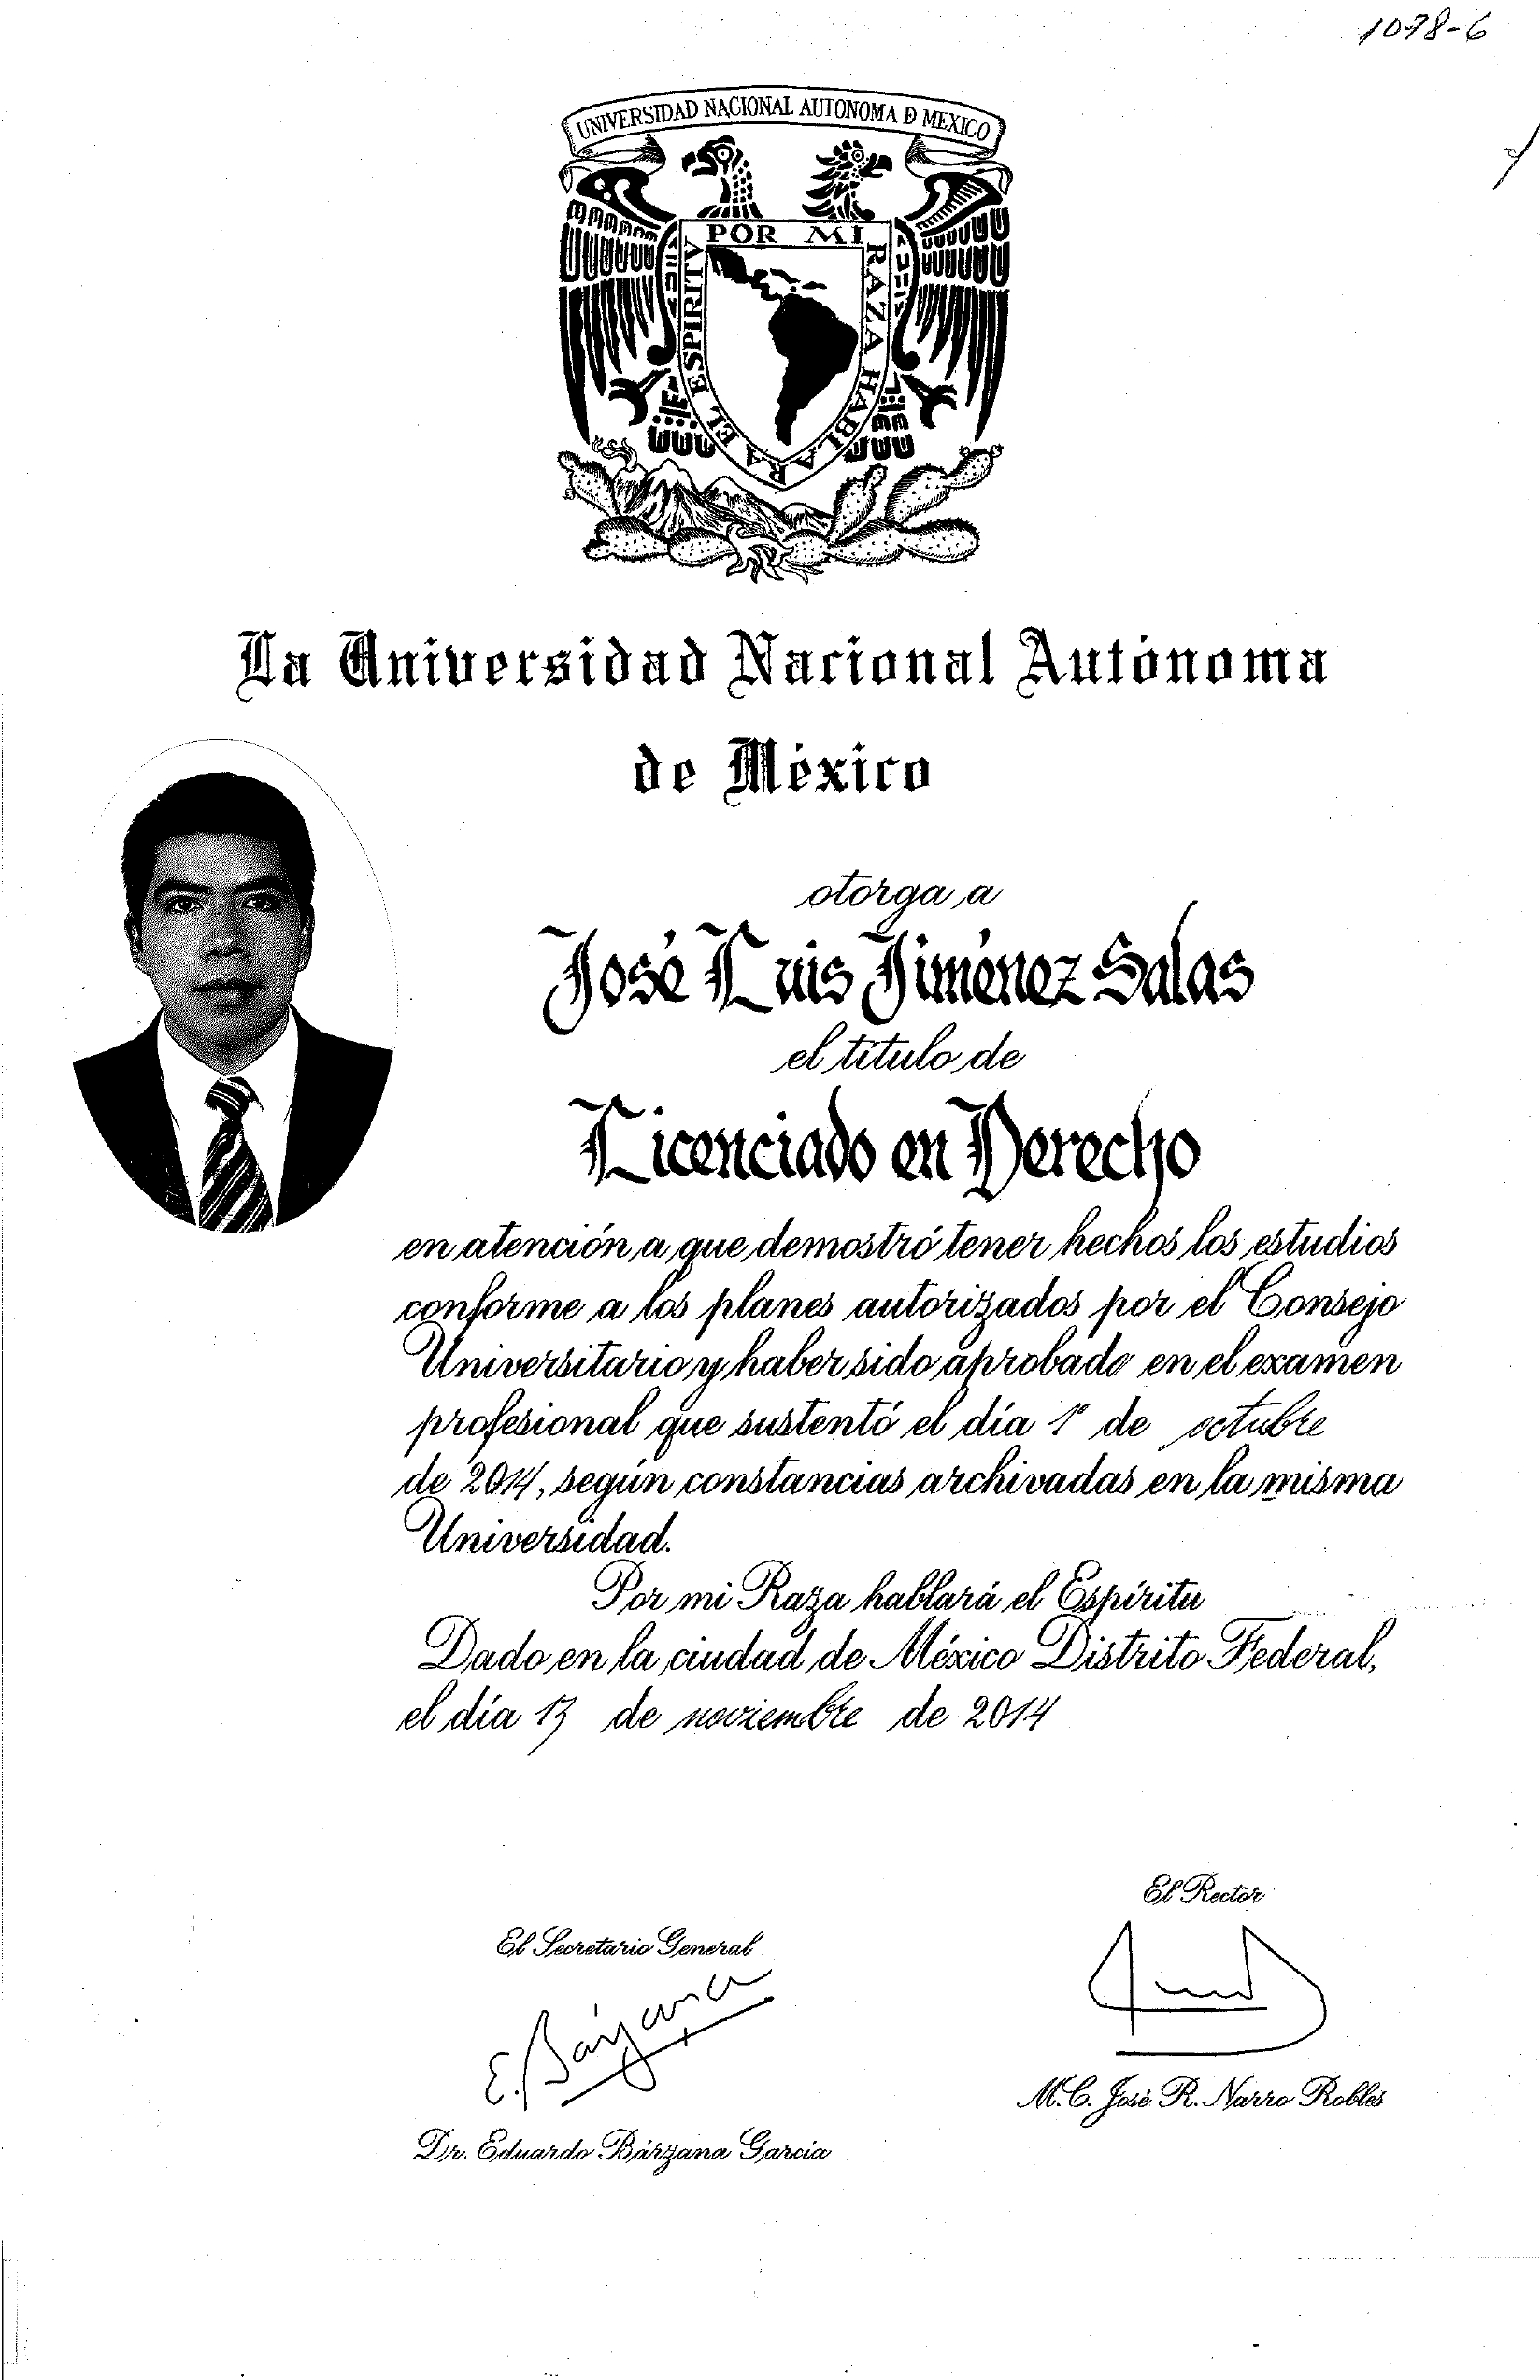 1078-6
UNIVERSIDAD NACIONAL AUTONOMA D MEXICO
POR MI RAZA HABLARA EL ESPIRITV
La Universidad Nacional Autónoma
de México
otorga a
José Luis Jiménez Salas
el título de
Licenciado en Derecho
en atención a que demostró tener hechos los estudios
conforme a los planes autorizados por el Consejo
Universitario y haber sido aprobado en el examen
profesional que sustentó el día 1º de octubre
de 2014, según constancias archivadas en la misma
Universidad.
Por mi Raza hablará el Espíritu
Dado en la ciudad de México Distrito Federal,
el día 13 de noviembre de 2014
El Rector
El Secretario General
E. Bárzana
M.C. José R. Narro Robles
Dr. Eduardo Bárzana García